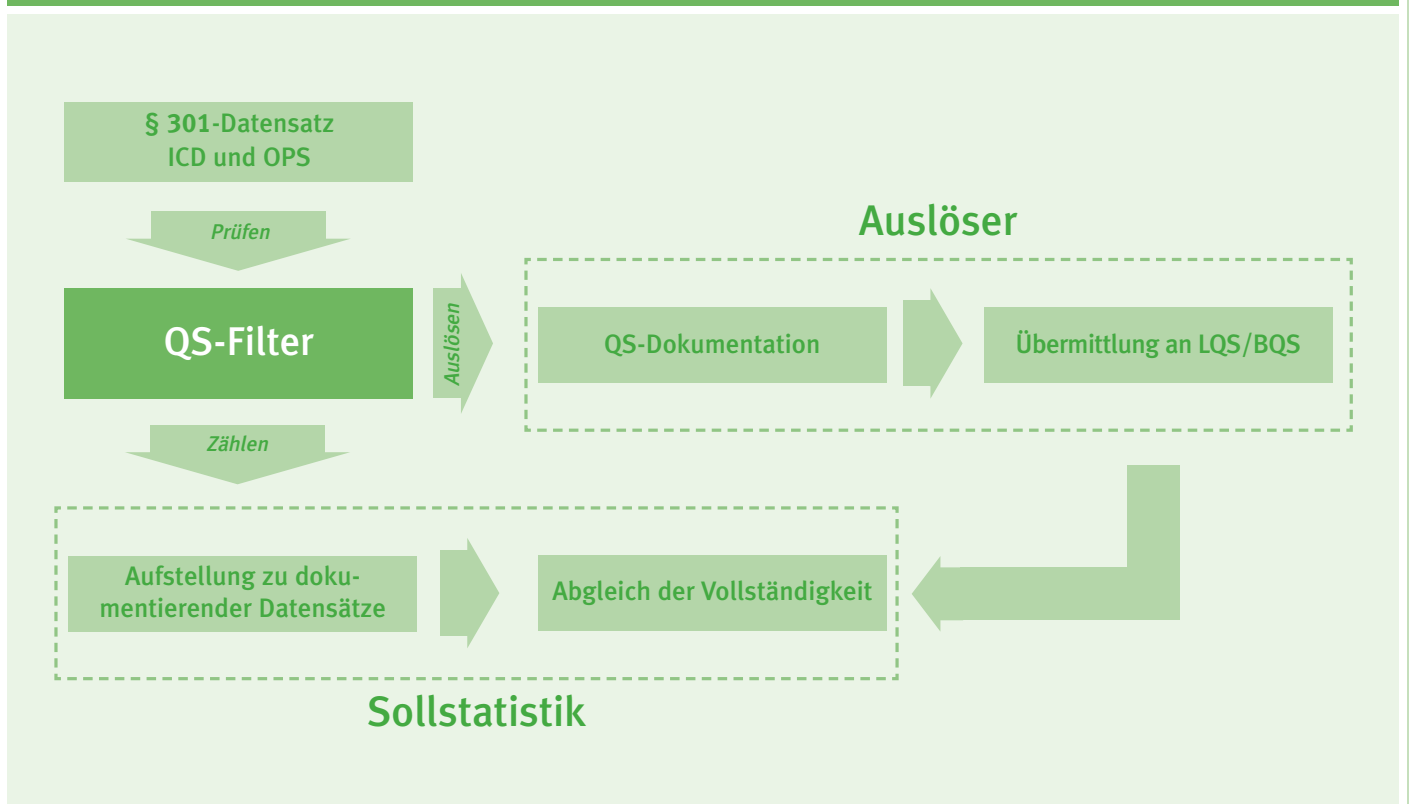 § 301-Datensatz
ICD und OPS
Prüfen
Auslöser
QS-Filter
Auslösen
QS-Dokumentation
Übermittlung an LQS/BQS
Zählen
Aufstellung zu doku-
mentierender Datensätze
Abgleich der Vollständigkeit
Sollstatistik